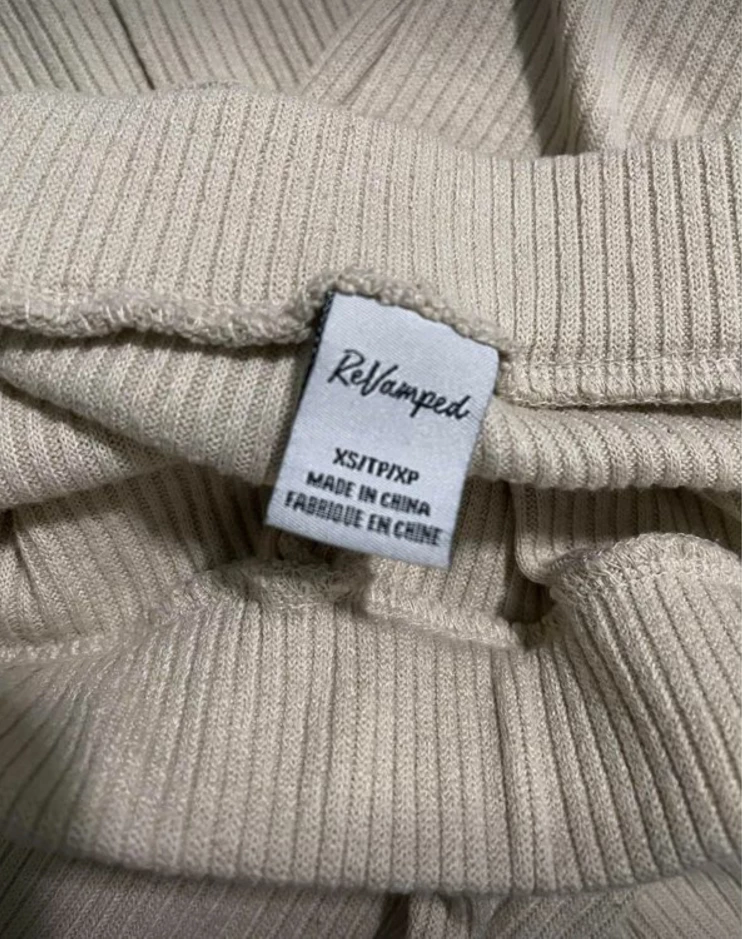 ReVamped
XS/TP/XP
MADE IN CHINA
FABRIQUE EN CHINE